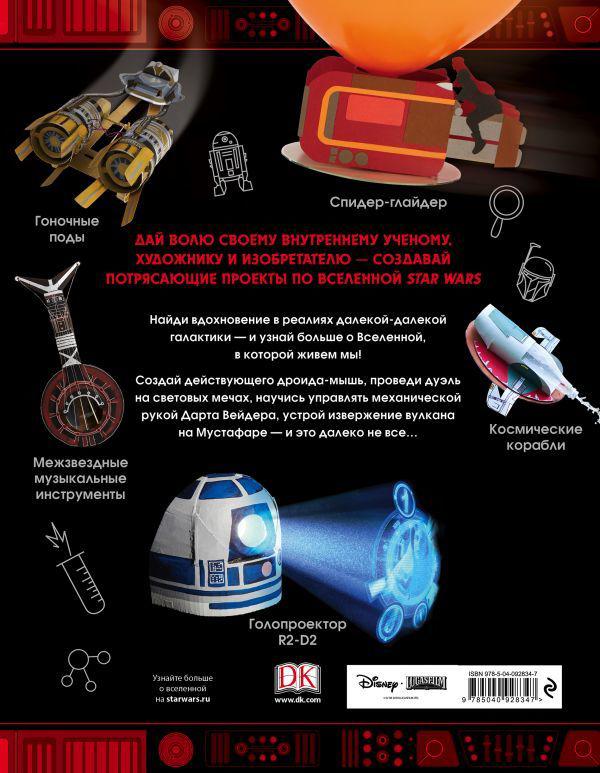 Спидер-глайдер
Гоночные
поды
ДАЙ ВОЛЮ СВОЕМУ ВНУТРЕННЕМУ УЧЕНОМУ,
ХУДОЖНИКУ И ИЗОБРЕТАТЕЛЮ — СОЗДАВАЙ
ПОТРЯСАЮЩИЕ ПРОЕКТЫ ПО ВСЕЛЕННОЙ STAR WARS
Найди вдохновение в реалиях далекой-далекой
галактики — и узнай больше о Вселенной,
в которой живем мы!
Создай действующего дроида-мышь, проведи дуэль
на световых мечах, научись управлять механической
рукой Дарта Вейдера, устрой извержение вулкана
на Мустафаре — и это далеко не все...
Космические
корабли
Межзвездные
музыкальные
инструменты
Голопроектор
R2-D2
Узнайте больше
о вселенной
на starwars.ru
DK
www.dk.com
Disney
LUCASFILM
ISBN 978-5-04-092834-7
9 785040 928347 >